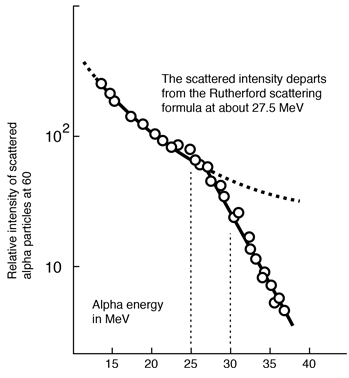 The scattered intensity departs
from the Rutherford scattering
formula at about 27.5 MeV
Relative intensity of scattered
alpha particles at 60
10²
10
Alpha energy
in MeV
15 20 25 30 35 40